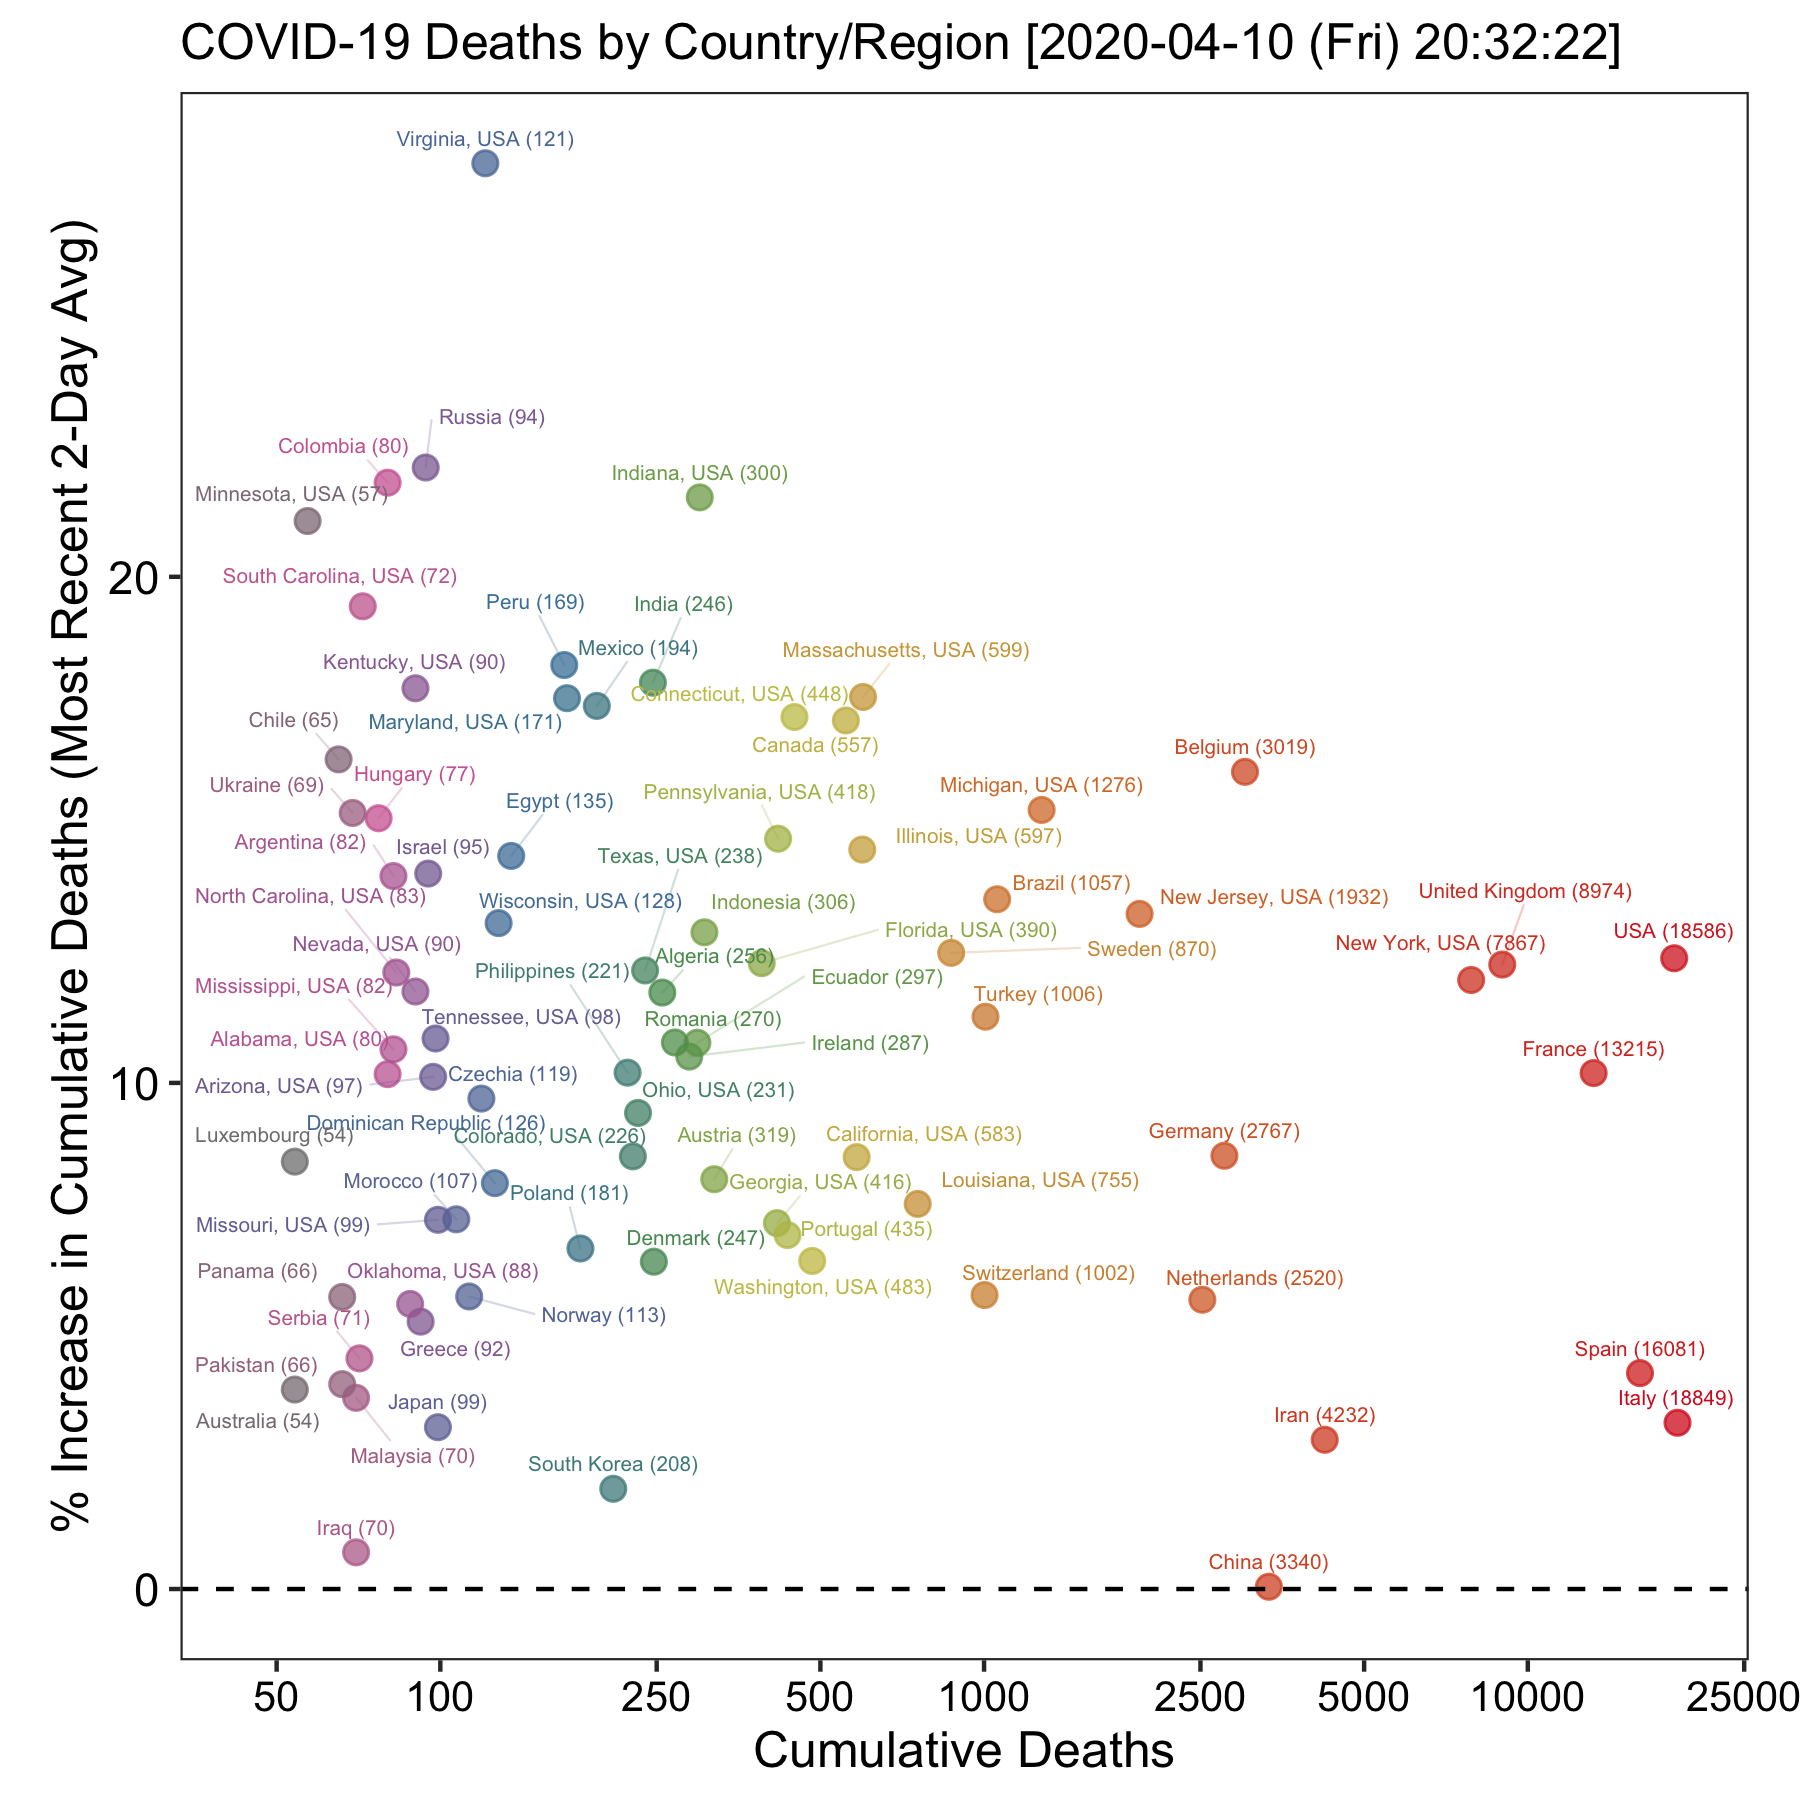 COVID-19 Deaths by Country/Region [2020-04-10 (Fri) 20:32:22]
% Increase in Cumulative Deaths (Most Recent 2-Day Avg)
20
10
0
Virginia, USA (121)
Russia (94)
Colombia (80)
Indiana, USA (300)
Minnesota, USA (57)
South Carolina, USA (72)
Peru (169)
India (246)
Mexico (194)
Massachusetts, USA (599)
Kentucky, USA (90)
Connecticut, USA (448)
Chile (65)
Maryland, USA (171)
Canada (557)
Belgium (3019)
Hungary (77)
Ukraine (69)
Michigan, USA (1276)
Pennsylvania, USA (418)
Egypt (135)
Illinois, USA (597)
Argentina (82)
Israel (95)
Texas, USA (238)
Brazil (1057)
United Kingdom (8974)
North Carolina, USA (83)
New Jersey, USA (1932)
Wisconsin, USA (128)
Indonesia (306)
Florida, USA (390)
USA (18586)
Nevada, USA (90)
New York, USA (7867)
Sweden (870)
Algeria (256)
Philippines (221)
Ecuador (297)
Mississippi, USA (82)
Turkey (1006)
Tennessee, USA (98)
Romania (270)
Alabama, USA (80)
Ireland (287)
France (13215)
Czechia (119)
Arizona, USA (97)
Ohio, USA (231)
Dominican Republic (126)
Luxembourg (54)
Colorado, USA (226)
Austria (319)
California, USA (583)
Germany (2767)
Morocco (107)
Georgia, USA (416)
Louisiana, USA (755)
Poland (181)
Missouri, USA (99)
Portugal (435)
Denmark (247)
Panama (66)
Oklahoma, USA (88)
Switzerland (1002)
Netherlands (2520)
Washington, USA (483)
Serbia (71)
Norway (113)
Greece (92)
Spain (16081)
Pakistan (66)
Japan (99)
Italy (18849)
Australia (54)
Iran (4232)
Malaysia (70)
South Korea (208)
Iraq (70)
China (3340)
50 100 250 500 1000 2500 5000 10000 25000
Cumulative Deaths